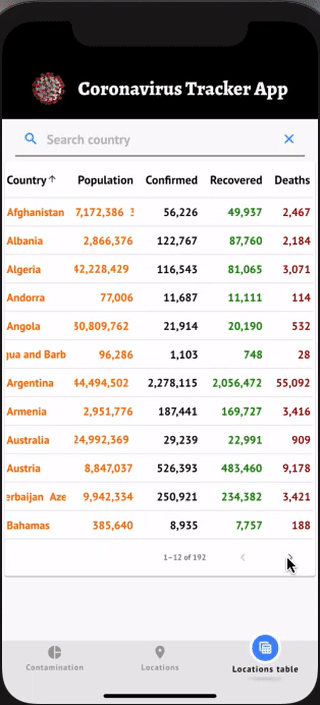 Coronavirus Tracker App
Search country
Country Population Confirmed Recovered Deaths
Afghanistan 7,172,386 56,226 49,937 2,467
Albania 2,866,376 122,767 87,760 2,184
Algeria 42,228,429 116,543 81,065 3,071
Andorra 77,006 11,687 11,111 114
Angola 30,809,762 21,914 20,190 532
gua and Barb 96,286 1,103 748 28
Argentina 44,494,502 2,278,115 2,056,472 55,092
Armenia 2,951,776 187,441 169,727 3,416
Australia 24,992,369 29,239 22,991 909
Austria 8,847,037 526,393 483,460 9,178
erbaijan Aze 9,942,334 250,921 234,382 3,421
Bahamas 385,640 8,935 7,757 188
1–12 of 192
Contamination Locations Locations table